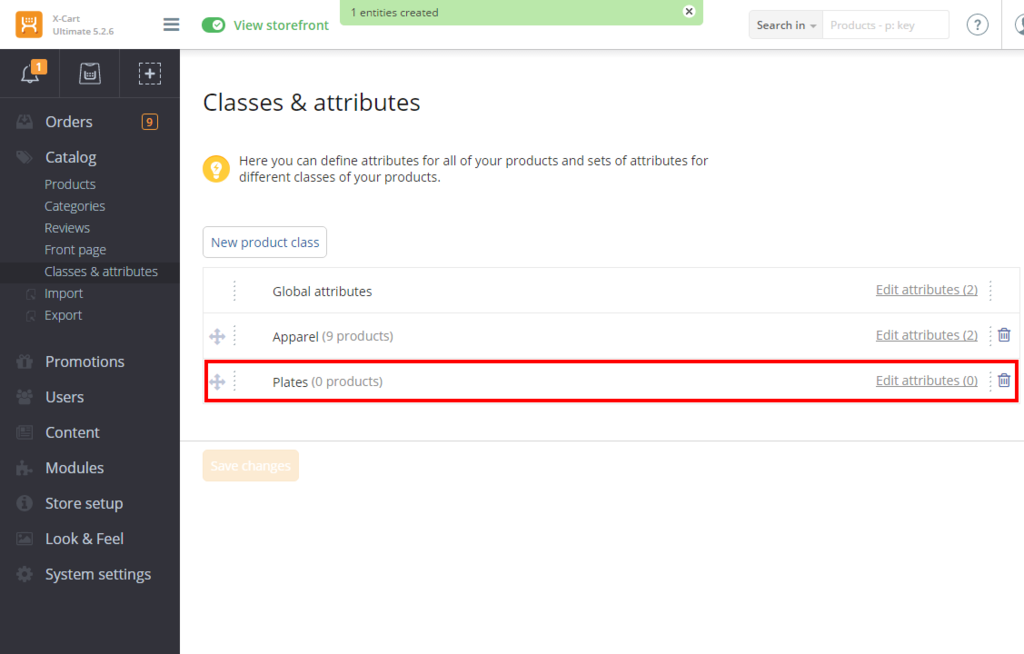 X-Cart
Ultimate 5.2.6
View storefront
1 entities created
Search in
Products - p: key
?
1
Orders
9
Catalog
Products
Categories
Reviews
Front page
Classes & attributes
Import
Export
Promotions
Users
Content
Modules
Store setup
Look & Feel
System settings
Classes & attributes
Here you can define attributes for all of your products and sets of attributes for
different classes of your products.
New product class
Global attributes
Edit attributes (2)
Apparel (9 products)
Edit attributes (2)
Plates (0 products)
Edit attributes (0)
Save changes